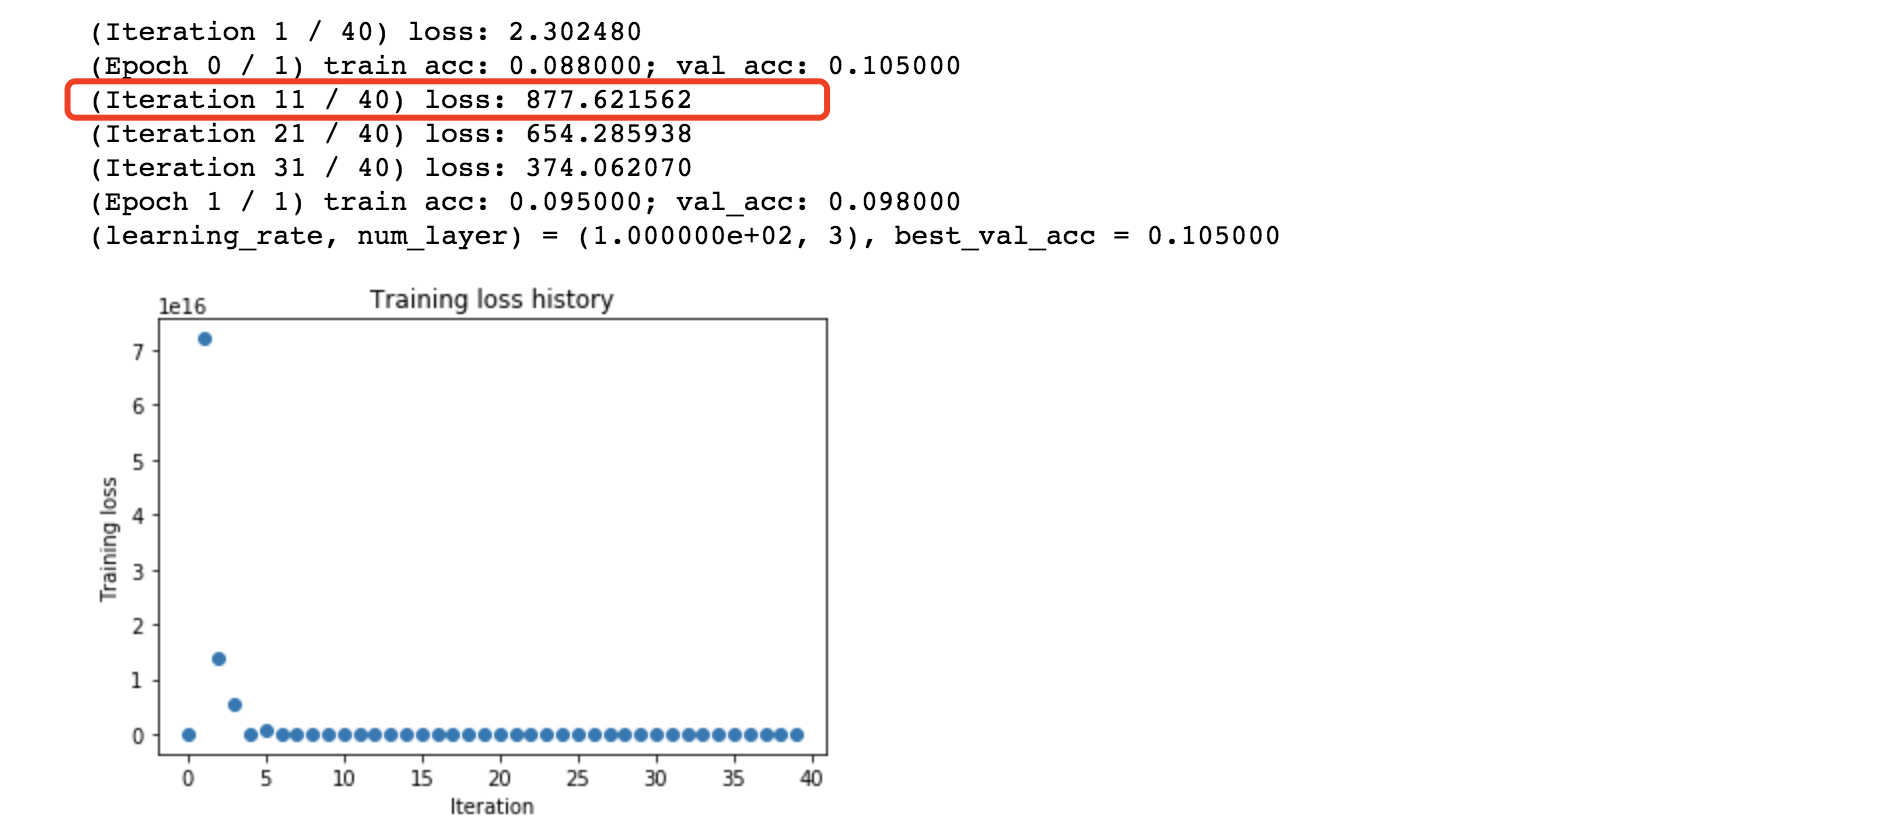 (Iteration 1 / 40) loss: 2.302480
(Epoch 0 / 1) train acc: 0.088000; val_acc: 0.105000
(Iteration 11 / 40) loss: 877.621562
(Iteration 21 / 40) loss: 654.285938
(Iteration 31 / 40) loss: 374.062070
(Epoch 1 / 1) train acc: 0.095000; val_acc: 0.098000
(learning_rate, num_layer) = (1.000000e+02, 3), best_val_acc = 0.105000
Training loss history
1e16
7
6
5
4
3
2
1
0
Training loss
0 5 10 15 20 25 30 35 40
Iteration